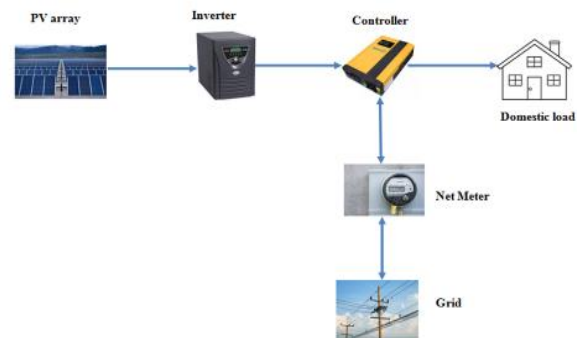 PV array
Inverter
Controller
Domestic load
Net Meter
Grid